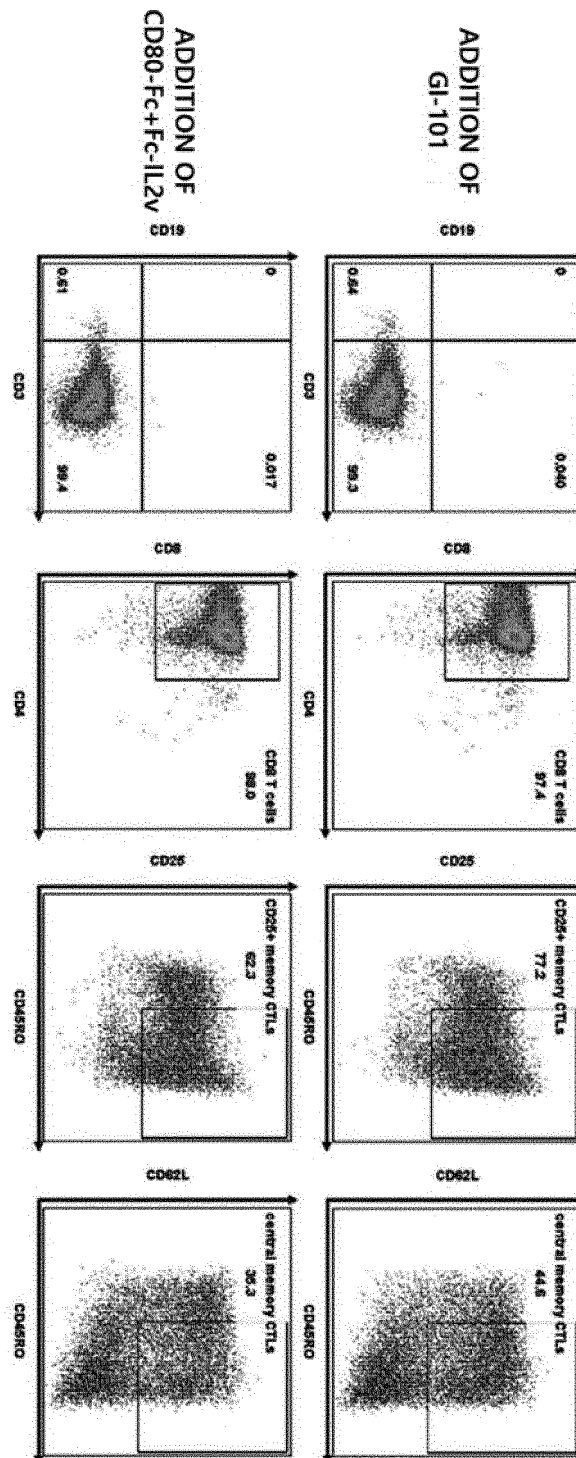 ADDITION OF
GI-101
CD19
0
0.040
0.64
99.3
CD3
CD8
CD8 T cells
97.4
CD4
CD25
CD25+ memory CTLs
77.2
CD45RO
CD62L
central memory CTLs
44.6
CD45RO
ADDITION OF
CD80-Fc+Fc-IL2v
CD19
0
0.017
0.61
99.4
CD3
CD8
CD8 T cells
98.0
CD4
CD25
CD25+ memory CTLs
62.3
CD45RO
CD62L
central memory CTLs
36.3
CD45RO